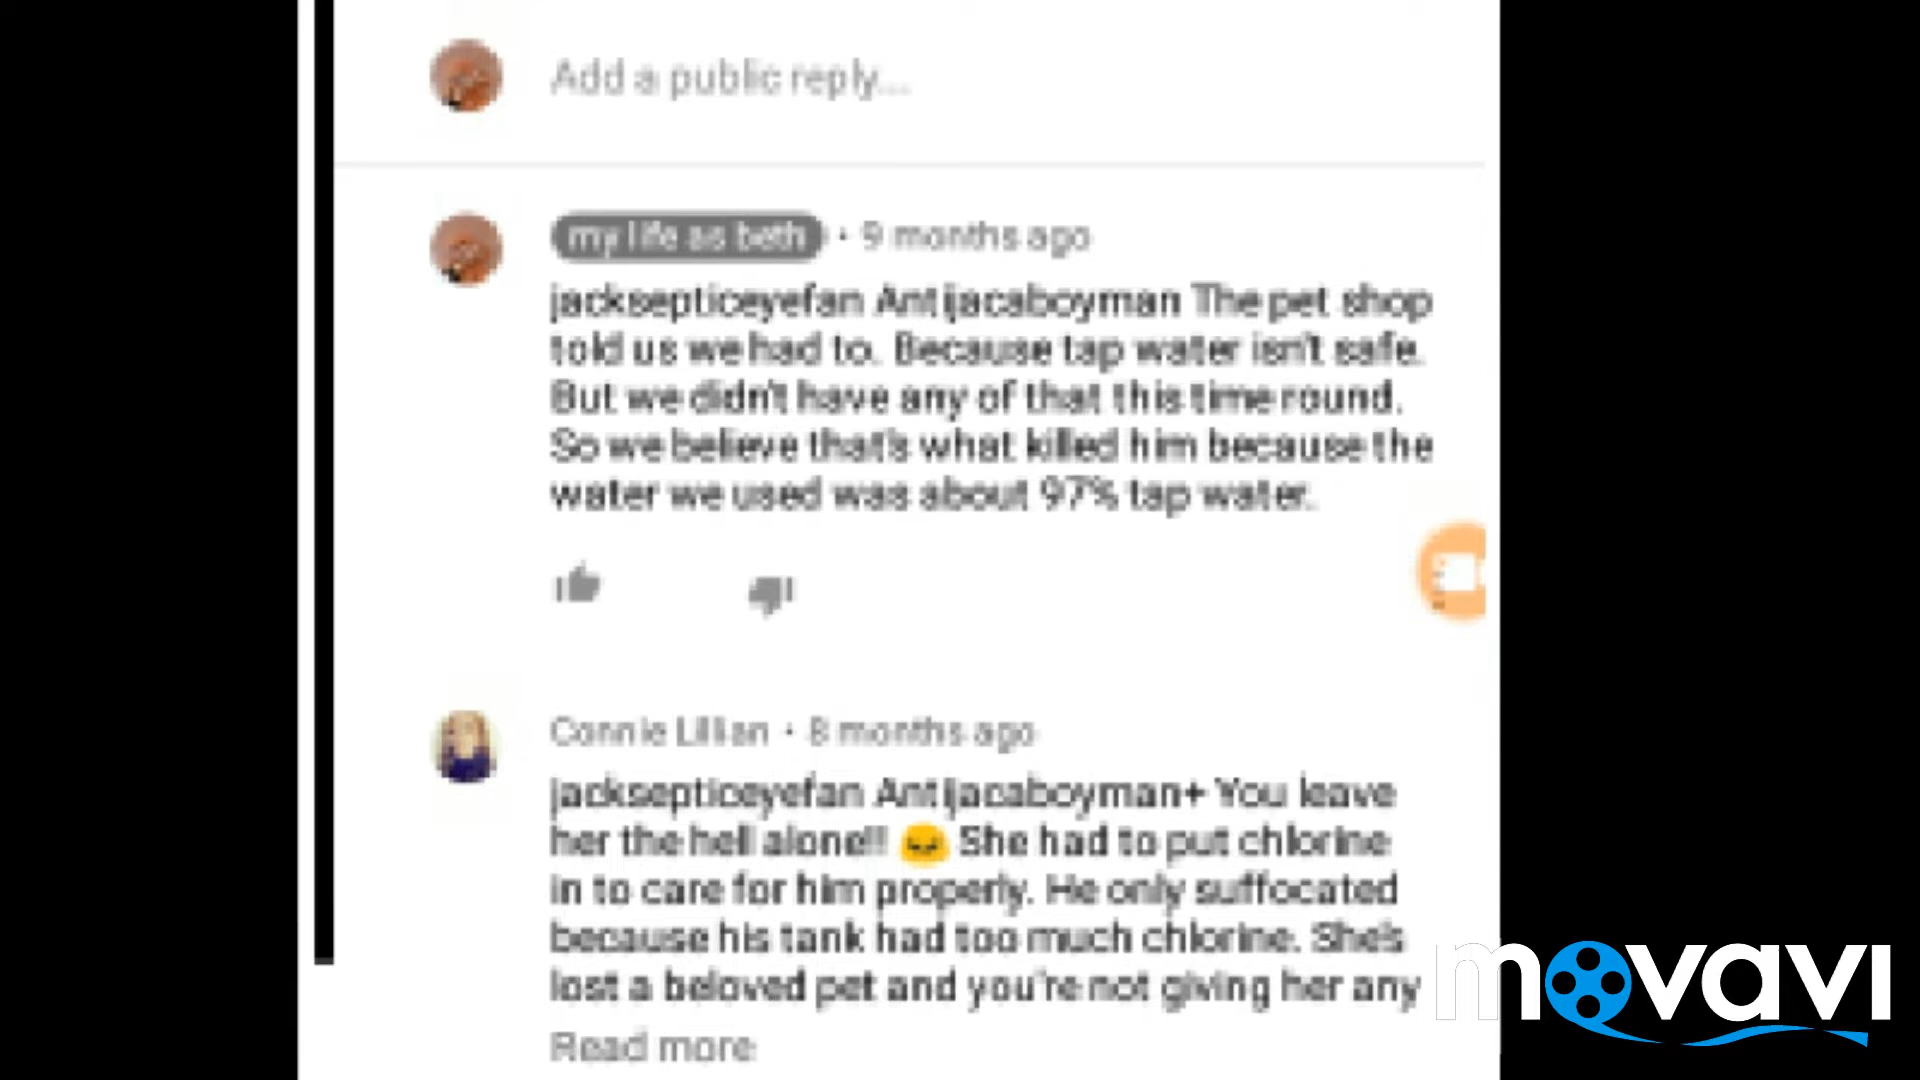 Add a public reply...
my life as beth • 9 months ago
jacksepticeyefan Antijacaboyman The pet shop
told us we had to. Because tap water isn't safe.
But we didn't have any of that this time round.
So we believe that's what killed him because the
water we used was about 97% tap water.
Connie Lillian • 8 months ago
jacksepticeyefan Antijacaboyman+ You leave
her the hell alone!! She had to put chlorine
in to care for him properly. He only suffocated
because his tank had too much chlorine. She's
lost a beloved pet and you're not giving her any
Read more
movavi